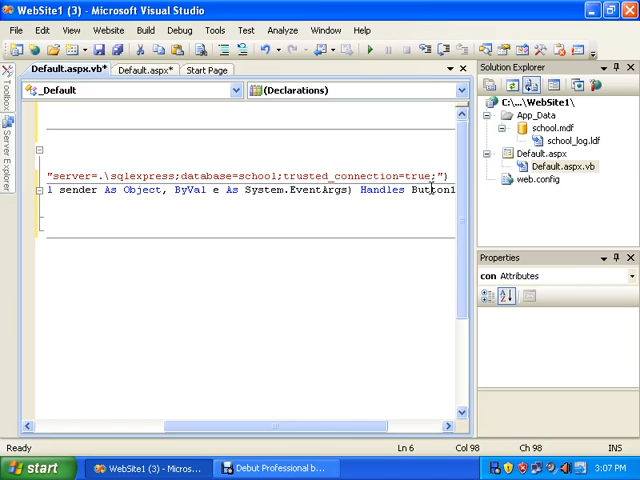 WebSite1 - Microsoft Visual Studio
File Edit View Website Build Debug Tools Test Analyze Window Help
Default.aspx.vb* Default.aspx* Start Page
_Default (Declarations)
Toolbox
Server Explorer
"server=.\sqlexpress;database=school;trusted_connection=true;")
l sender As Object, ByVal e As System.EventArgs) Handles Button1
Solution Explorer
C:\...\WebSite1\
App_Data
school.mdf
school_log.ldf
Default.aspx
Default.aspx.vb
web.config
Properties
con Attributes
Ready Ln 6 Col 98 Ch 98 INS
start WebSite1 (3) - Micros... Debut Professional b... 3:07 PM